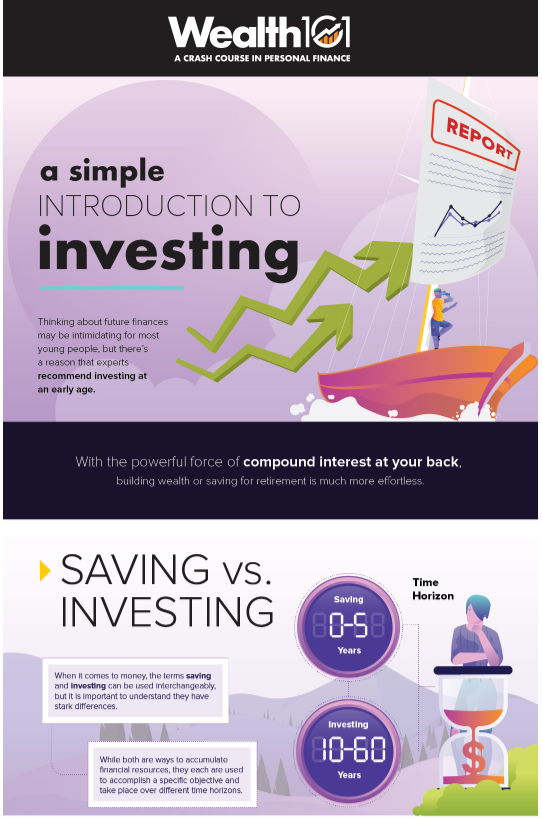 Wealth101
A CRASH COURSE IN PERSONAL FINANCE
REPORT
a simple
INTRODUCTION TO
investing
Thinking about future finances
may be intimidating for most
young people, but there's
a reason that experts
recommend investing at
an early age.
With the powerful force of compound interest at your back,
building wealth or saving for retirement is much more effortless.
SAVING vs.
INVESTING
Time
Horizon
Saving
0-5
Years
When it comes to money, the terms saving
and investing can be used interchangeably,
but it is important to understand they have
stark differences.
Investing
10-60
Years
While both are ways to accumulate
financial resources, they each are used
to accomplish a specific objective and
take place over different time horizons.
$